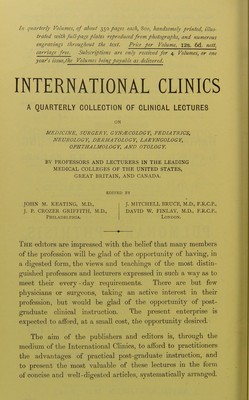 In quarterly Volumes, of about 350 pages each, 8vo, handsomely printed, illus-
trated with full-page plates reproduced from photographs, and numerous
engravings throughout the text. Price per Volume, 12s. 6d. nett,
carriage free. Subscriptions are only received for 4 Volumes, or one
year's issue, the Volumes being payable as delivered.
INTERNATIONAL CLINICS
A QUARTERLY COLLECTION OF CLINICAL LECTURES
ON
MEDICINE, SURGERY, GYNÆCOLOGY, PEDIATRICS,
NEUROLOGY, DERMATOLOGY, LARYNGOLOGY,
OPHTHALMOLOGY, AND OTOLOGY.
BY PROFESSORS AND LECTURERS IN THE LEADING
MEDICAL COLLEGES OF THE UNITED STATES,
GREAT BRITAIN, AND CANADA.
EDITED BY
JOHN M. KEATING, M.D.,
J. P. CROZER GRIFFITH, M.D.,
PHILADELPHIA.
J. MITCHELL BRUCE, M.D., F.R.C.P.,
DAVID W. FINLAY, M.D., F.R.C.P.
LONDON.
THE editors are impressed with the belief that many members
of the profession will be glad of the opportunity of having, in
a digested form, the views and teachings of the most distin-
guished professors and lecturers expressed in such a way as to
meet their every-day requirements. There are but few
physicians or surgeons, taking an active interest in their
profession, but would be glad of the opportunity of post-
graduate clinical instruction. The present enterprise is
expected to afford, at a small cost, the opportunity desired.
The aim of the publishers and editors is, through the
medium of the International Clinics, to afford to practitioners
the advantages of practical post-graduate instruction, and
to present the most valuable of these lectures in the form
of concise and well-digested articles, systematically arranged.